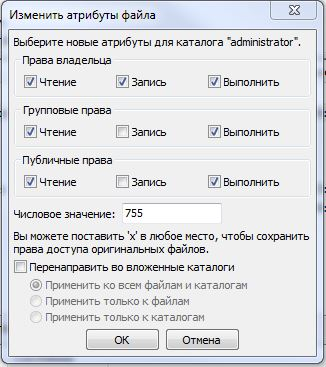 Изменить атрибуты файла
Выберите новые атрибуты для каталога "administrator".
Права владельца
Чтение Запись Выполнить
Групповые права
Чтение Запись Выполнить
Публичные права
Чтение Запись Выполнить
Числовое значение: 755
Вы можете поставить 'x' в любое место, чтобы сохранить
права доступа оригинальных файлов.
Перенаправить во вложенные каталоги
Применить ко всем файлам и каталогам
Применить только к файлам
Применить только к каталогам
OK Отмена